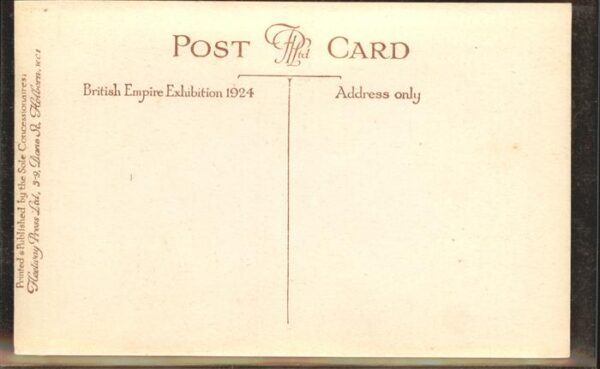 POST CARD
British Empire Exhibition 1924
Address only
Printed & Published by the Sole Concessionaires:
Fleetway Press Ltd, 3-9, Dane St. Holborn, W.C.1